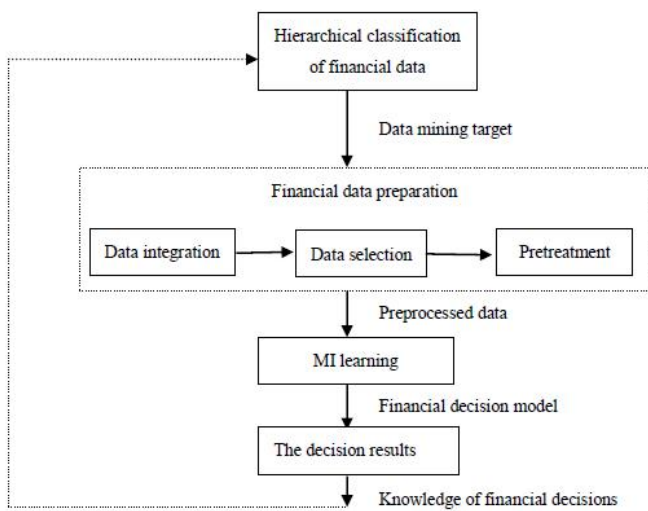 Hierarchical classification
of financial data
Data mining target
Financial data preparation
Data integration
Data selection
Pretreatment
Preprocessed data
MI learning
Financial decision model
The decision results
Knowledge of financial decisions